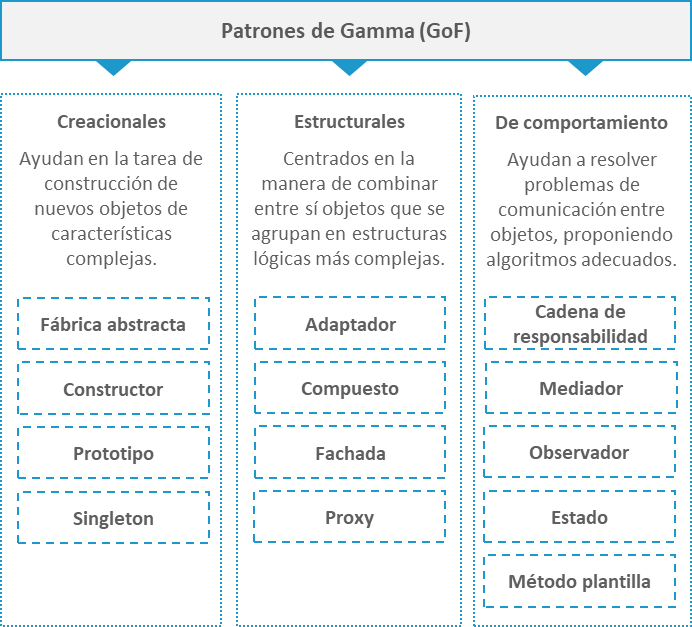 Patrones de Gamma (GoF)
Creacionales
Ayudan en la tarea de
construcción de
nuevos objetos de
características
complejas.
Fábrica abstracta
Constructor
Prototipo
Singleton
Estructurales
Centrados en la
manera de combinar
entre sí objetos que se
agrupan en estructuras
lógicas más complejas.
Adaptador
Compuesto
Fachada
Proxy
De comportamiento
Ayudan a resolver
problemas de
comunicación entre
objetos, proponiendo
algoritmos adecuados.
Cadena de
responsabilidad
Mediador
Observador
Estado
Método plantilla